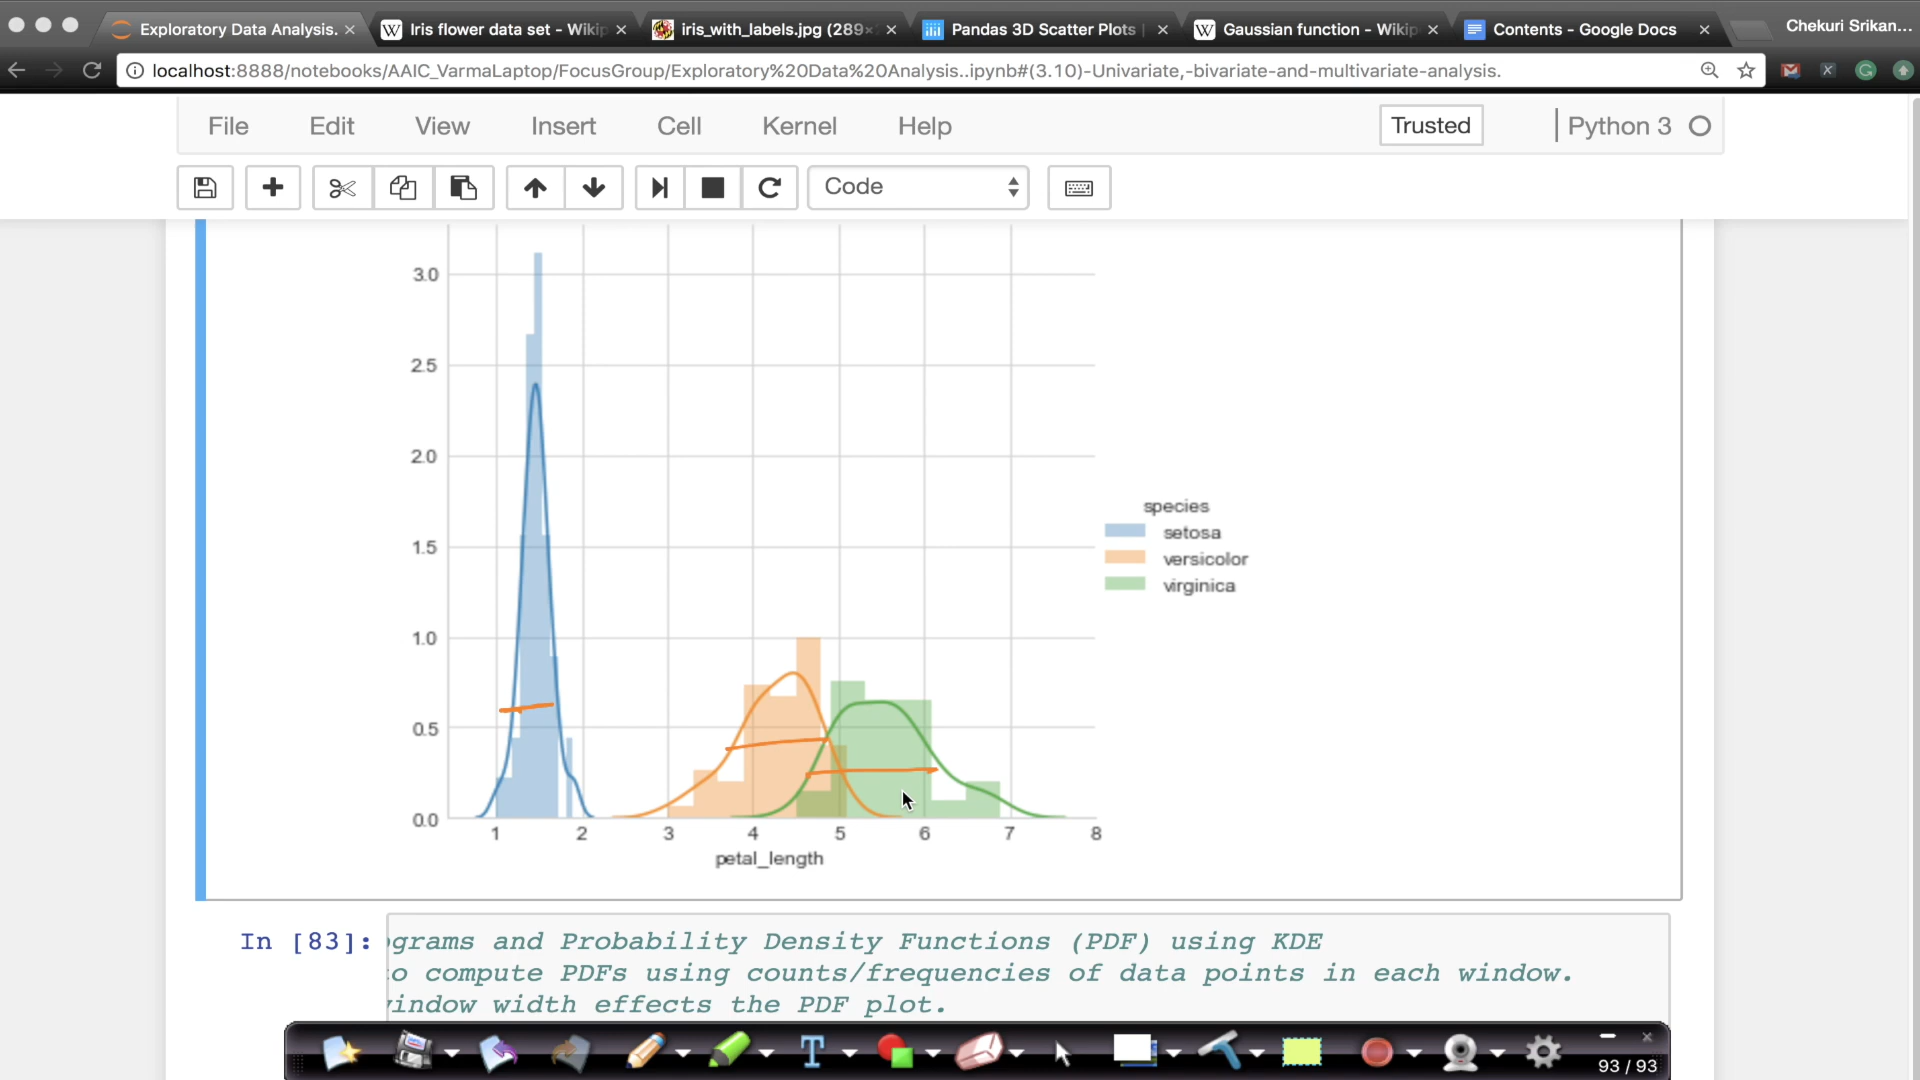 Exploratory Data Analysis.
Iris flower data set - Wikip
iris_with_labels.jpg (289×
Pandas 3D Scatter Plots
Gaussian function - Wikip
Contents - Google Docs
Chekuri Srikan...
localhost:8888/notebooks/AAIC_VarmaLaptop/FocusGroup/Exploratory%20Data%20Analysis..ipynb#(3.10)-Univariate,-bivariate-and-multivariate-analysis.
File Edit View Insert Cell Kernel Help
Trusted
Python 3
Code
3.0
2.5
2.0
1.5
1.0
0.5
0.0
1 2 3 4 5 6 7 8
petal_length
species
setosa
versicolor
virginica
In [83]:
ograms and Probability Density Functions (PDF) using KDE
o compute PDFs using counts/frequencies of data points in each window.
indow width effects the PDF plot.
T
93 / 93